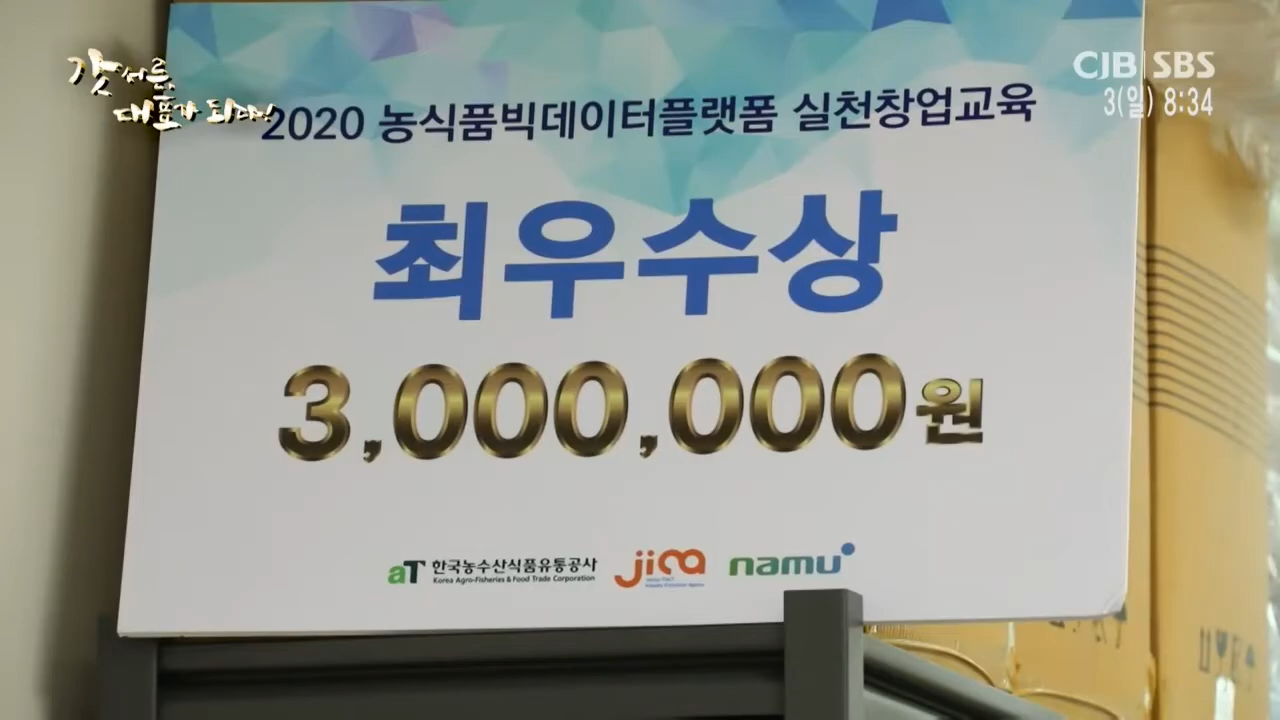 갓서른,
대표가 되다!
CJB SBS
3(일) 8:34
2020 농식품빅데이터플랫폼 실천창업교육
최우수상
3,000,000원
aT 한국농수산식품유통공사
Korea Agro-Fisheries & Food Trade Corporation
jica
namu